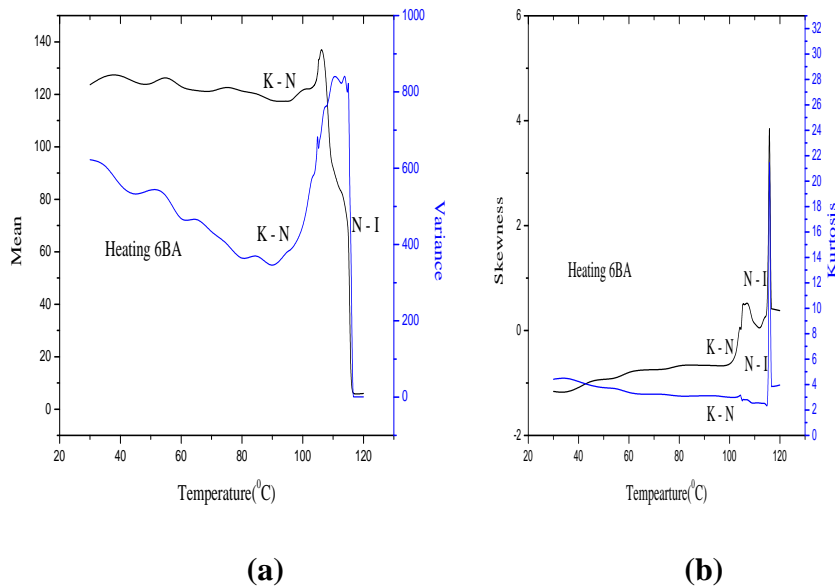 140
120
100
80
60
40
20
0
Mean
1000
800
600
400
200
0
Variance
K - N
K - N
N - I
Heating 6BA
20 40 60 80 100 120
Temperature(⁰C)
(a)
6
4
2
0
-2
Skewness
32
30
28
26
24
22
20
18
16
14
12
10
8
6
4
2
0
Kurtosis
Heating 6BA
N - I
K - N
N - I
K - N
20 40 60 80 100 120
Tempearture(⁰C)
(b)